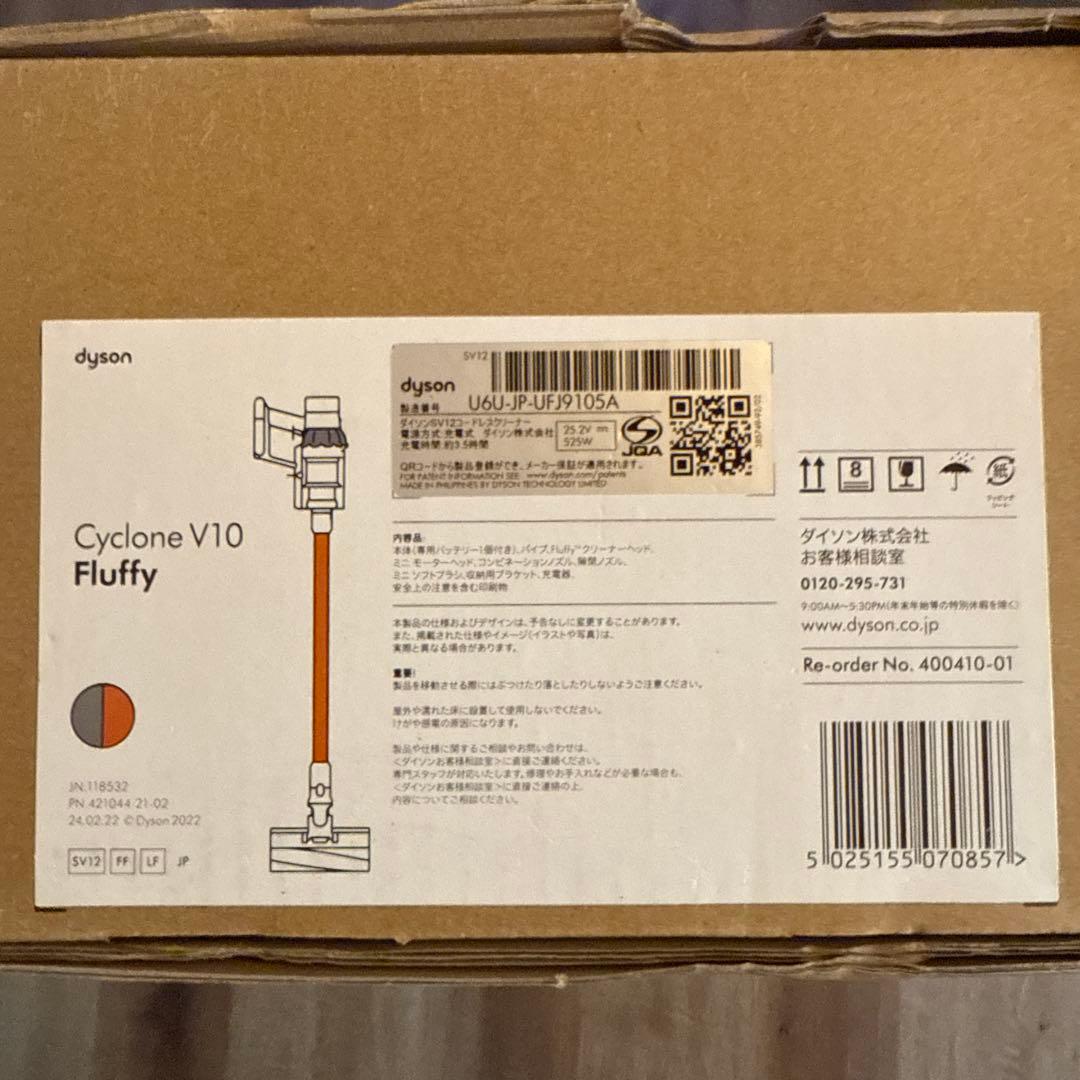 dyson
Cyclone V10
Fluffy
JN.118532
PN 421044 21-02
24.02.22 © Dyson 2022
SV12 FF LF JP
SV12
dyson
製造番号 U6U-JP-UFJ9105A
ダイソンSV12コードレスクリーナー
電源方式:充電式 ダイソン株式会社
充電時間:約3.5時間
25.2V
525W
JQA
QRコードから製品登録ができ、メーカー保証が適用されます。
FOR PATENT INFORMATION SEE: www.dyson.com/patents
MADE IN PHILIPPINES BY DYSON TECHNOLOGY LIMITED
内容品:
本体(専用バッテリー1個付き)、パイプ、Fluffy™クリーナーヘッド、
ミニ モーターヘッド、コンビネーションノズル、隙間ノズル、
ミニ ソフトブラシ、収納用ブラケット、充電器、
安全上の注意を含む印刷物
本製品の仕様およびデザインは、予告なしに変更することがあります。
また、掲載された仕様やイメージ(イラストや写真)は、
実際と異なる場合があります。
重要!
製品を移動させる際にはぶつけたり落としたりしないようご注意ください。
屋外や濡れた床に設置して使用しないでください。
けがや感電の原因になります。
製品や仕様に関するご相談やお問い合わせは、
<ダイソンお客様相談室>に直接ご連絡ください。
専門スタッフが対応いたします。修理やお手入れなどが必要な場合も、
<ダイソンお客様相談室>に直接ご連絡の上、
内容についてご相談ください。
8
紙
ダイソン株式会社
お客様相談室
0120-295-731
9:00AM～5:30PM(年末年始等の特別休暇を除く)
www.dyson.co.jp
Re-order No. 400410-01
5 025155 070857 >